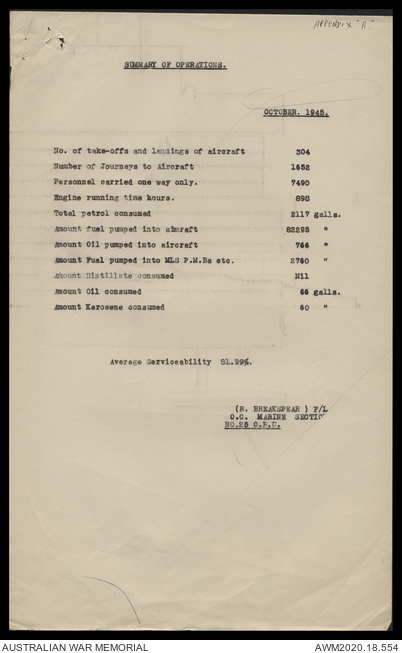 APPENDIX "A"
SUMMARY OF OPERATIONS.
OCTOBER, 1945.
No. of take-offs and landings of aircraft 304
Number of Journeys to Aircraft 1652
Personnel carried one way only. 7490
Engine running time hours. 893
Total petrol consumed 2117 galls.
Amount fuel pumped into aircraft 82295 "
Amount Oil pumped into aircraft 766 "
Amount Fuel pumped into MLS P.M.Bs etc. 2760 "
Amount Distillate consumed Nil
Amount Oil consumed 66 galls.
Amount Kerosene consumed 60 "
Average Serviceability 81.99%.
(R. BREAKSPEAR ) F/L
O.C. MARINE SECTION
NO.25 O.B.U.
AUSTRALIAN WAR MEMORIAL
AWM2020.18.554